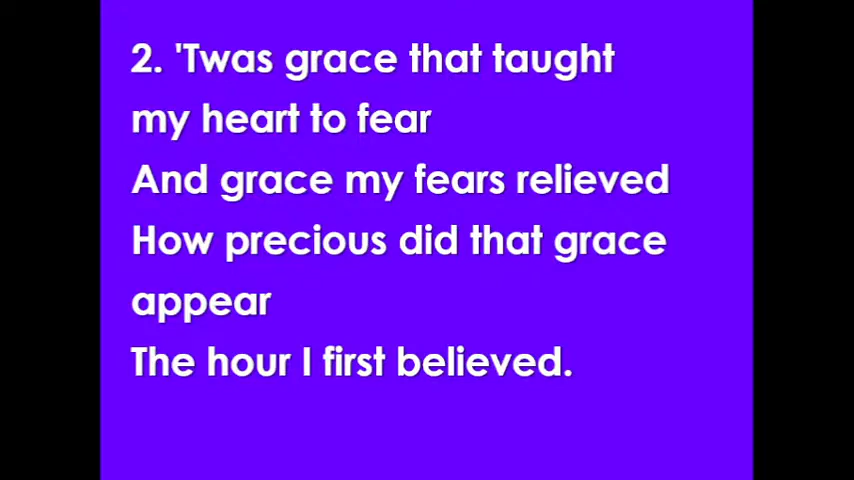 2. 'Twas grace that taught
my heart to fear
And grace my fears relieved
How precious did that grace
appear
The hour I first believed.